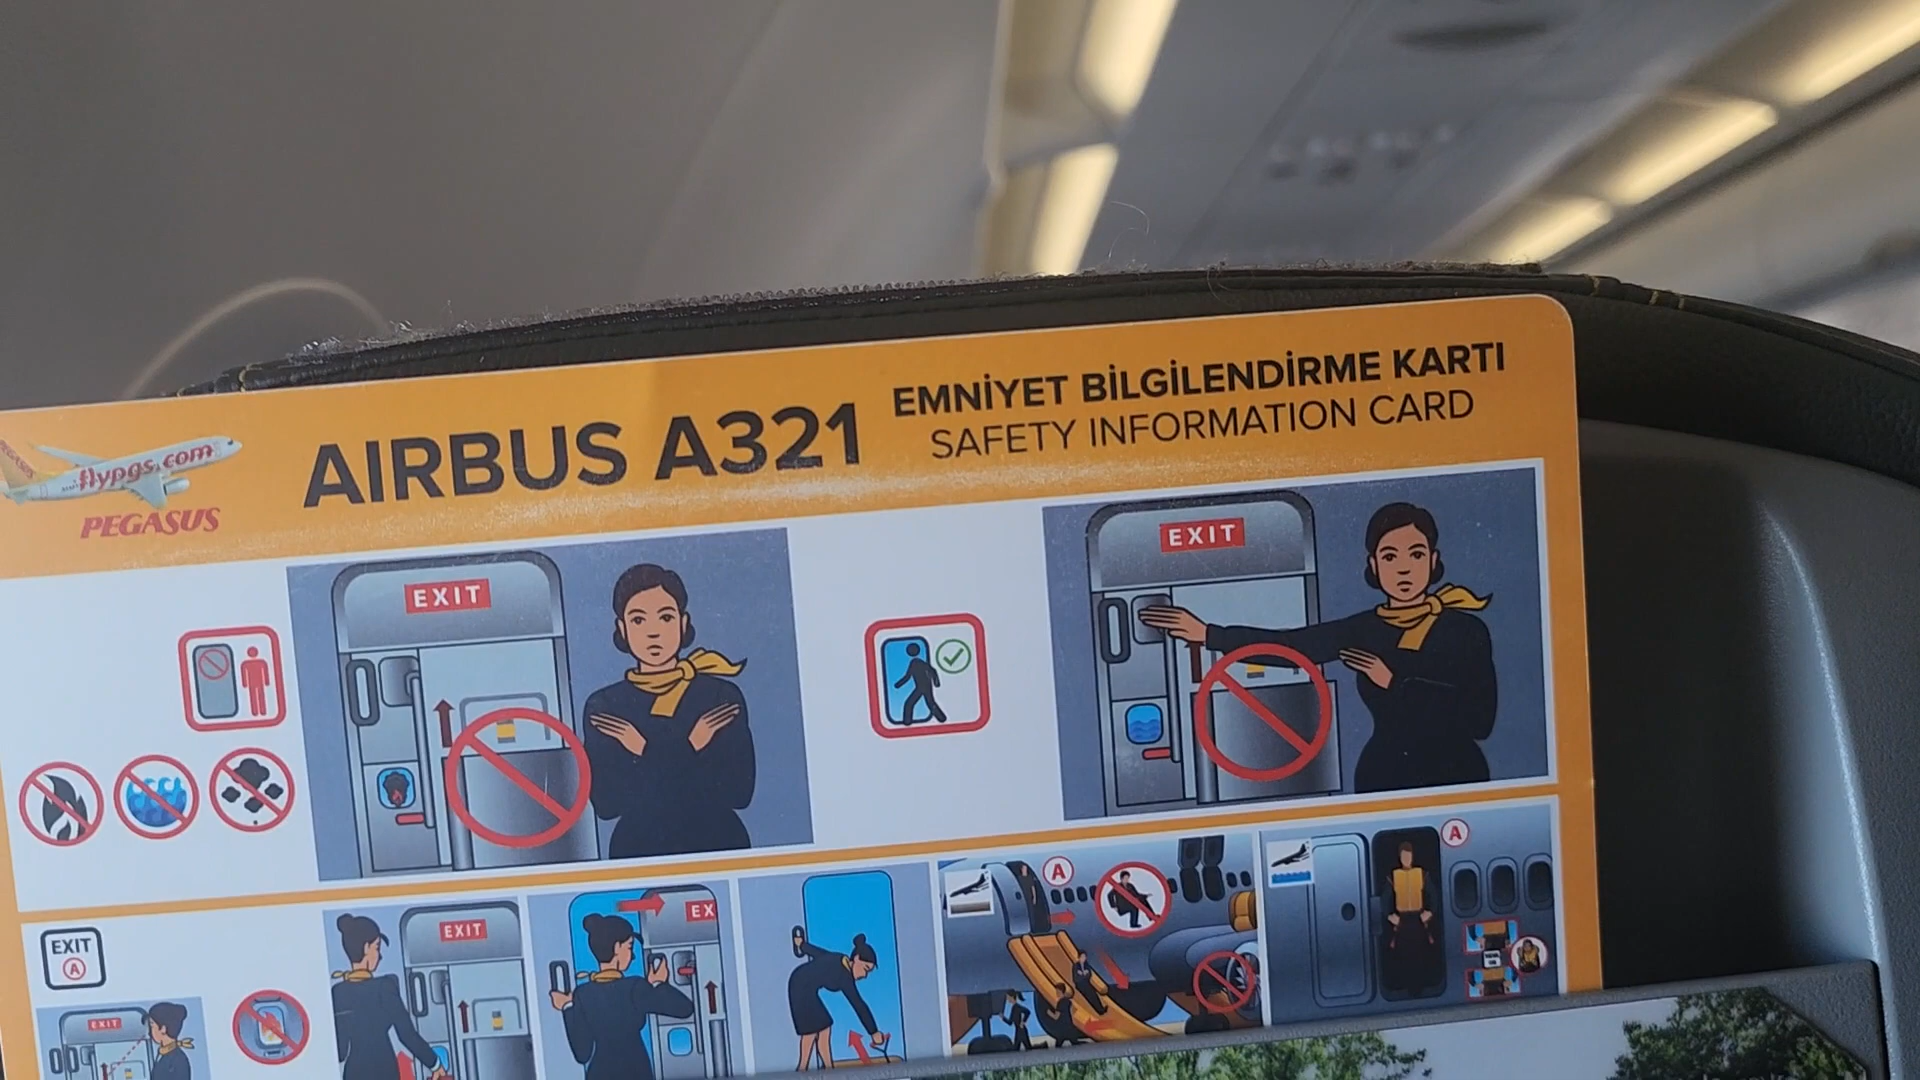 EMNİYET BİLGİLENDİRME KARTI
AIRBUS A321
SAFETY INFORMATION CARD
flypgs.com
PEGASUS
EXIT
EXIT
A
A
EXIT
A
EXIT
EX
EXIT